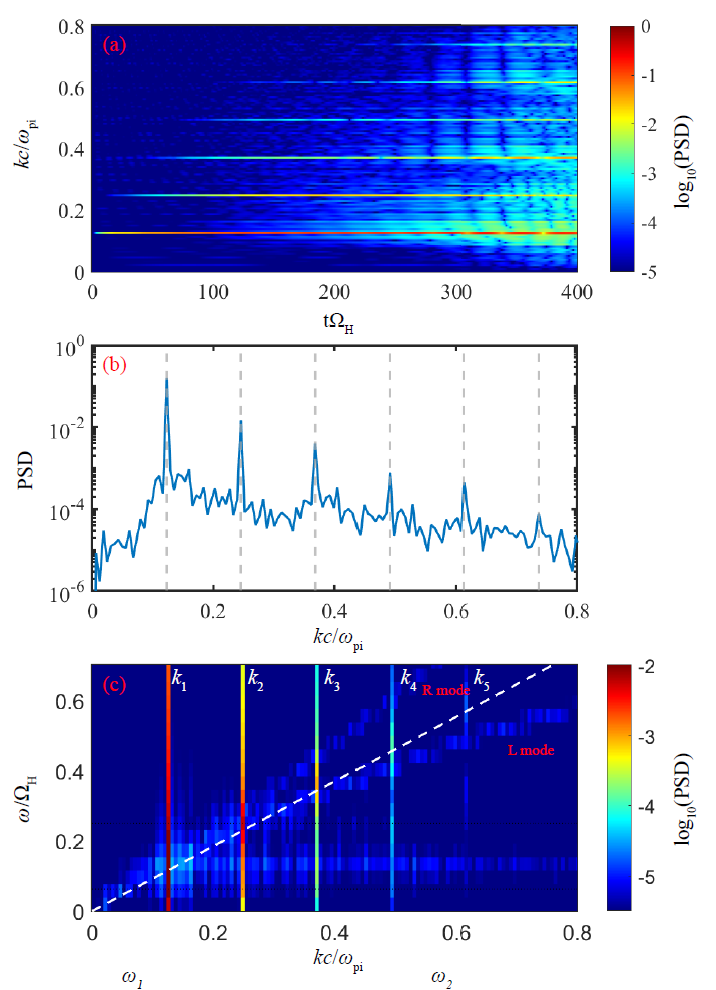 (a)
0.8
0.6
0.4
0.2
0
kc/ωpi
0 100 200 300 400
tΩH
0
-1
-2
-3
-4
-5
log10(PSD)
(b)
10^0
10^-2
10^-4
10^-6
PSD
0 0.2 0.4 0.6 0.8
kc/ωpi
(c)
k1 k2 k3 k4 k5
R mode
L mode
0.6
0.4
0.2
0
ω/ΩH
0 0.2 0.4 0.6 0.8
kc/ωpi
-2
-3
-4
-5
log10(PSD)
ω1 ω2